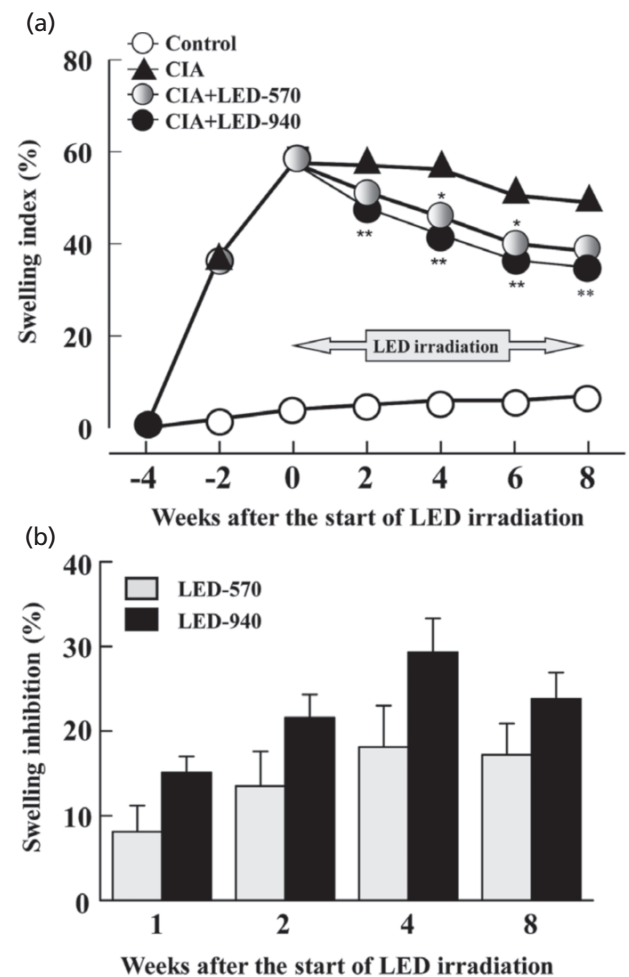 (a)
Control
CIA
CIA+LED-570
CIA+LED-940
Swelling index (%)
80
60
40
20
0
*
*
**
**
**
**
LED irradiation
-4 -2 0 2 4 6 8
Weeks after the start of LED irradiation
(b)
LED-570
LED-940
Swelling inhibition (%)
40
30
20
10
0
1 2 4 8
Weeks after the start of LED irradiation